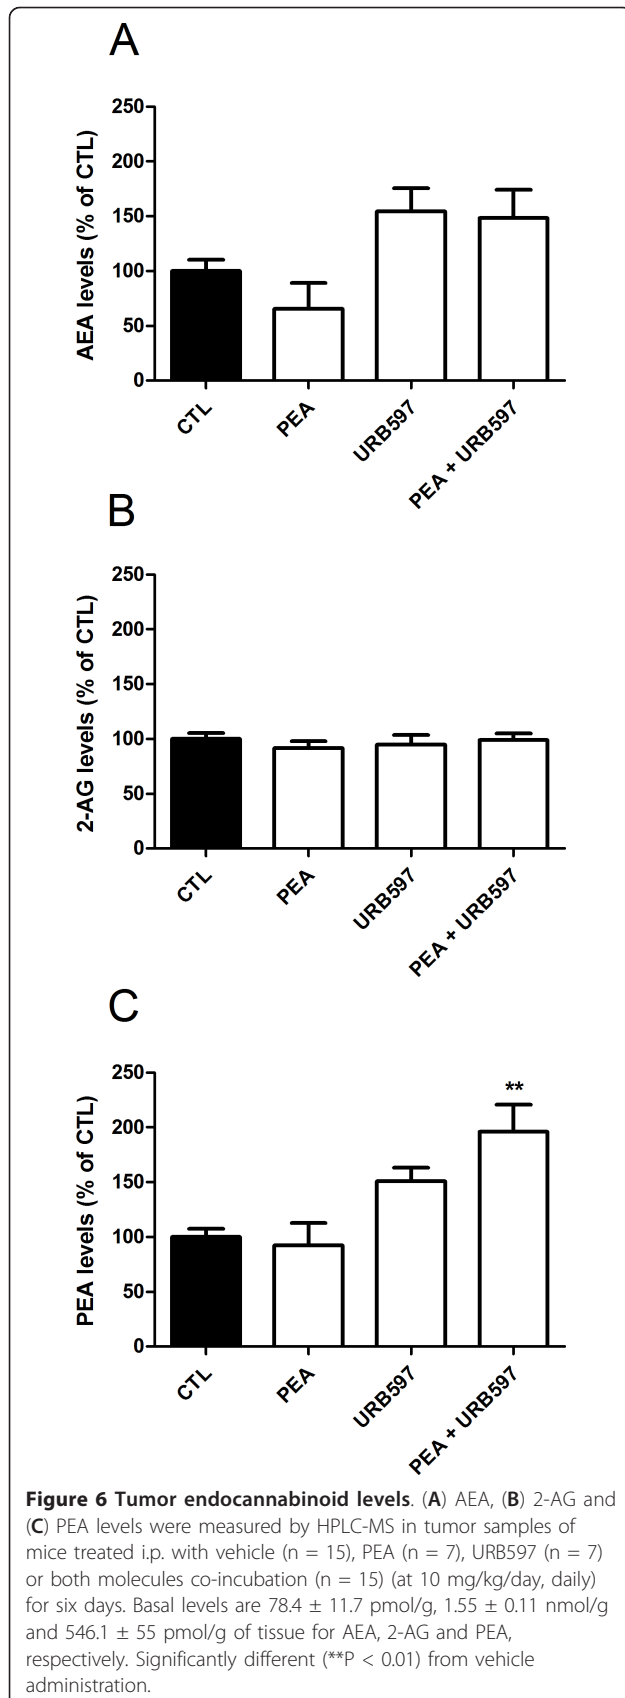 A
AEA levels (% of CTL)
250
200
150
100
50
0
CTL
PEA
URB597
PEA + URB597
B
2-AG levels (% of CTL)
250
200
150
100
50
0
CTL
PEA
URB597
PEA + URB597
C
PEA levels (% of CTL)
250
200
150
100
50
0
**
CTL
PEA
URB597
PEA + URB597
Figure 6 Tumor endocannabinoid levels. (A) AEA, (B) 2-AG and
(C) PEA levels were measured by HPLC-MS in tumor samples of
mice treated i.p. with vehicle (n = 15), PEA (n = 7), URB597 (n = 7)
or both molecules co-incubation (n = 15) (at 10 mg/kg/day, daily)
for six days. Basal levels are 78.4 ± 11.7 pmol/g, 1.55 ± 0.11 nmol/g
and 546.1 ± 55 pmol/g of tissue for AEA, 2-AG and PEA,
respectively. Significantly different (**P < 0.01) from vehicle
administration.